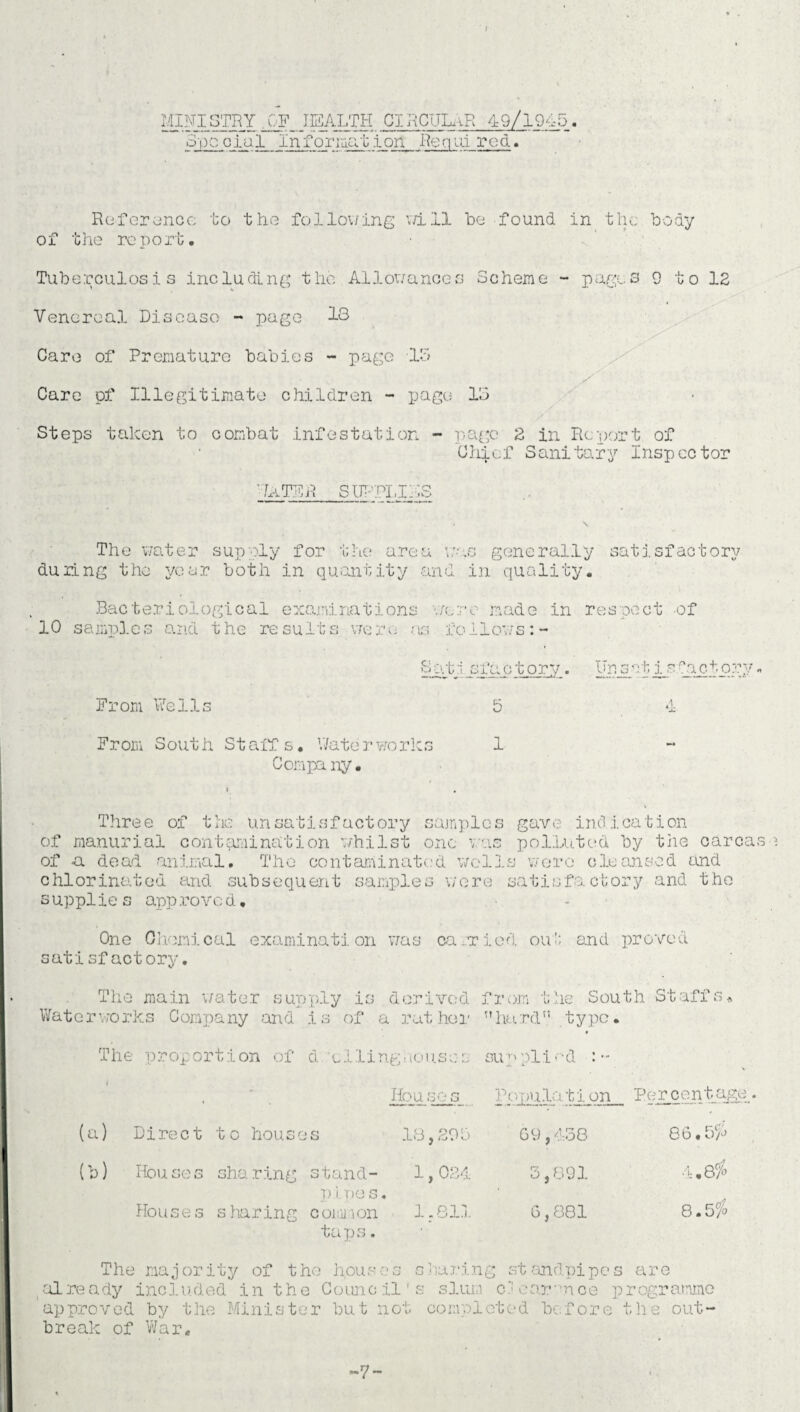 MINISTRY OF HEALTH CIRCULAR 49/1945.
Special Information Required.
Reference to the following will be found in the body
of the report.
Tuberculosis including the Allowances Scheme - pages 9 to 12
Venereal Disease - page 13
Care of Premature babies - page 15
Care of Illegitimate children - page 15
Steps taken to combat infestation - page 2 in Report of
Chief Sanitary Inspector
WATER SUPPLIES
The water supply for the area was generally satisfactory
during the year both in quantity and in quality.
Bacteriological examinations were made in respect of
10 samples and the results were as follows:-
Satisfactory. Unsatisfactory.
From Wells 5 4
From South Staffs. Waterworks 1 -
Company.
Three of the unsatisfactory samples gave indication
of manurial contamination whilst one was polluted by the carcase
of a dead animal. The contaminated wells were cleansed and
chlorinated and subsequent samples were satisfactory and the
supplies approved.
One Chemical examination was carried out and proved
satisfactory.
The main water supply is derived from the South Staffs.
Waterworks Company and is of a rather "hard" type.
The proportion of dwellinghouses supplied :-
Houses Population Percentage.
(a) Direct to houses 18,295 69,438 86.5%
(b) Houses sharing stand- 1,024 3,891 4.8%
pipes.
Houses sharing common 1,811 6,881 8.5%
taps.
The majority of the houses sharing standpipes are
already included in the Council's slum clearance programme
approved by the Minister but not completed before the out-
break of War.
-7-